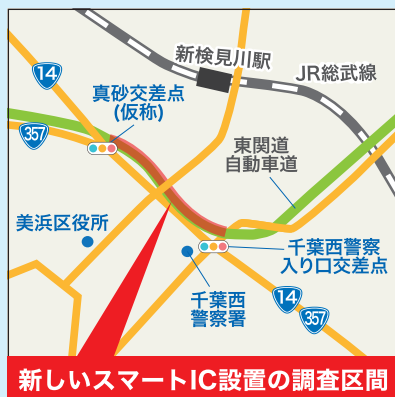 新検見川駅
JR総武線
14
真砂交差点
(仮称)
357
東関道
自動車道
美浜区役所
千葉西警察
入り口交差点
千葉西
警察署
14
357
新しいスマートIC設置の調査区間